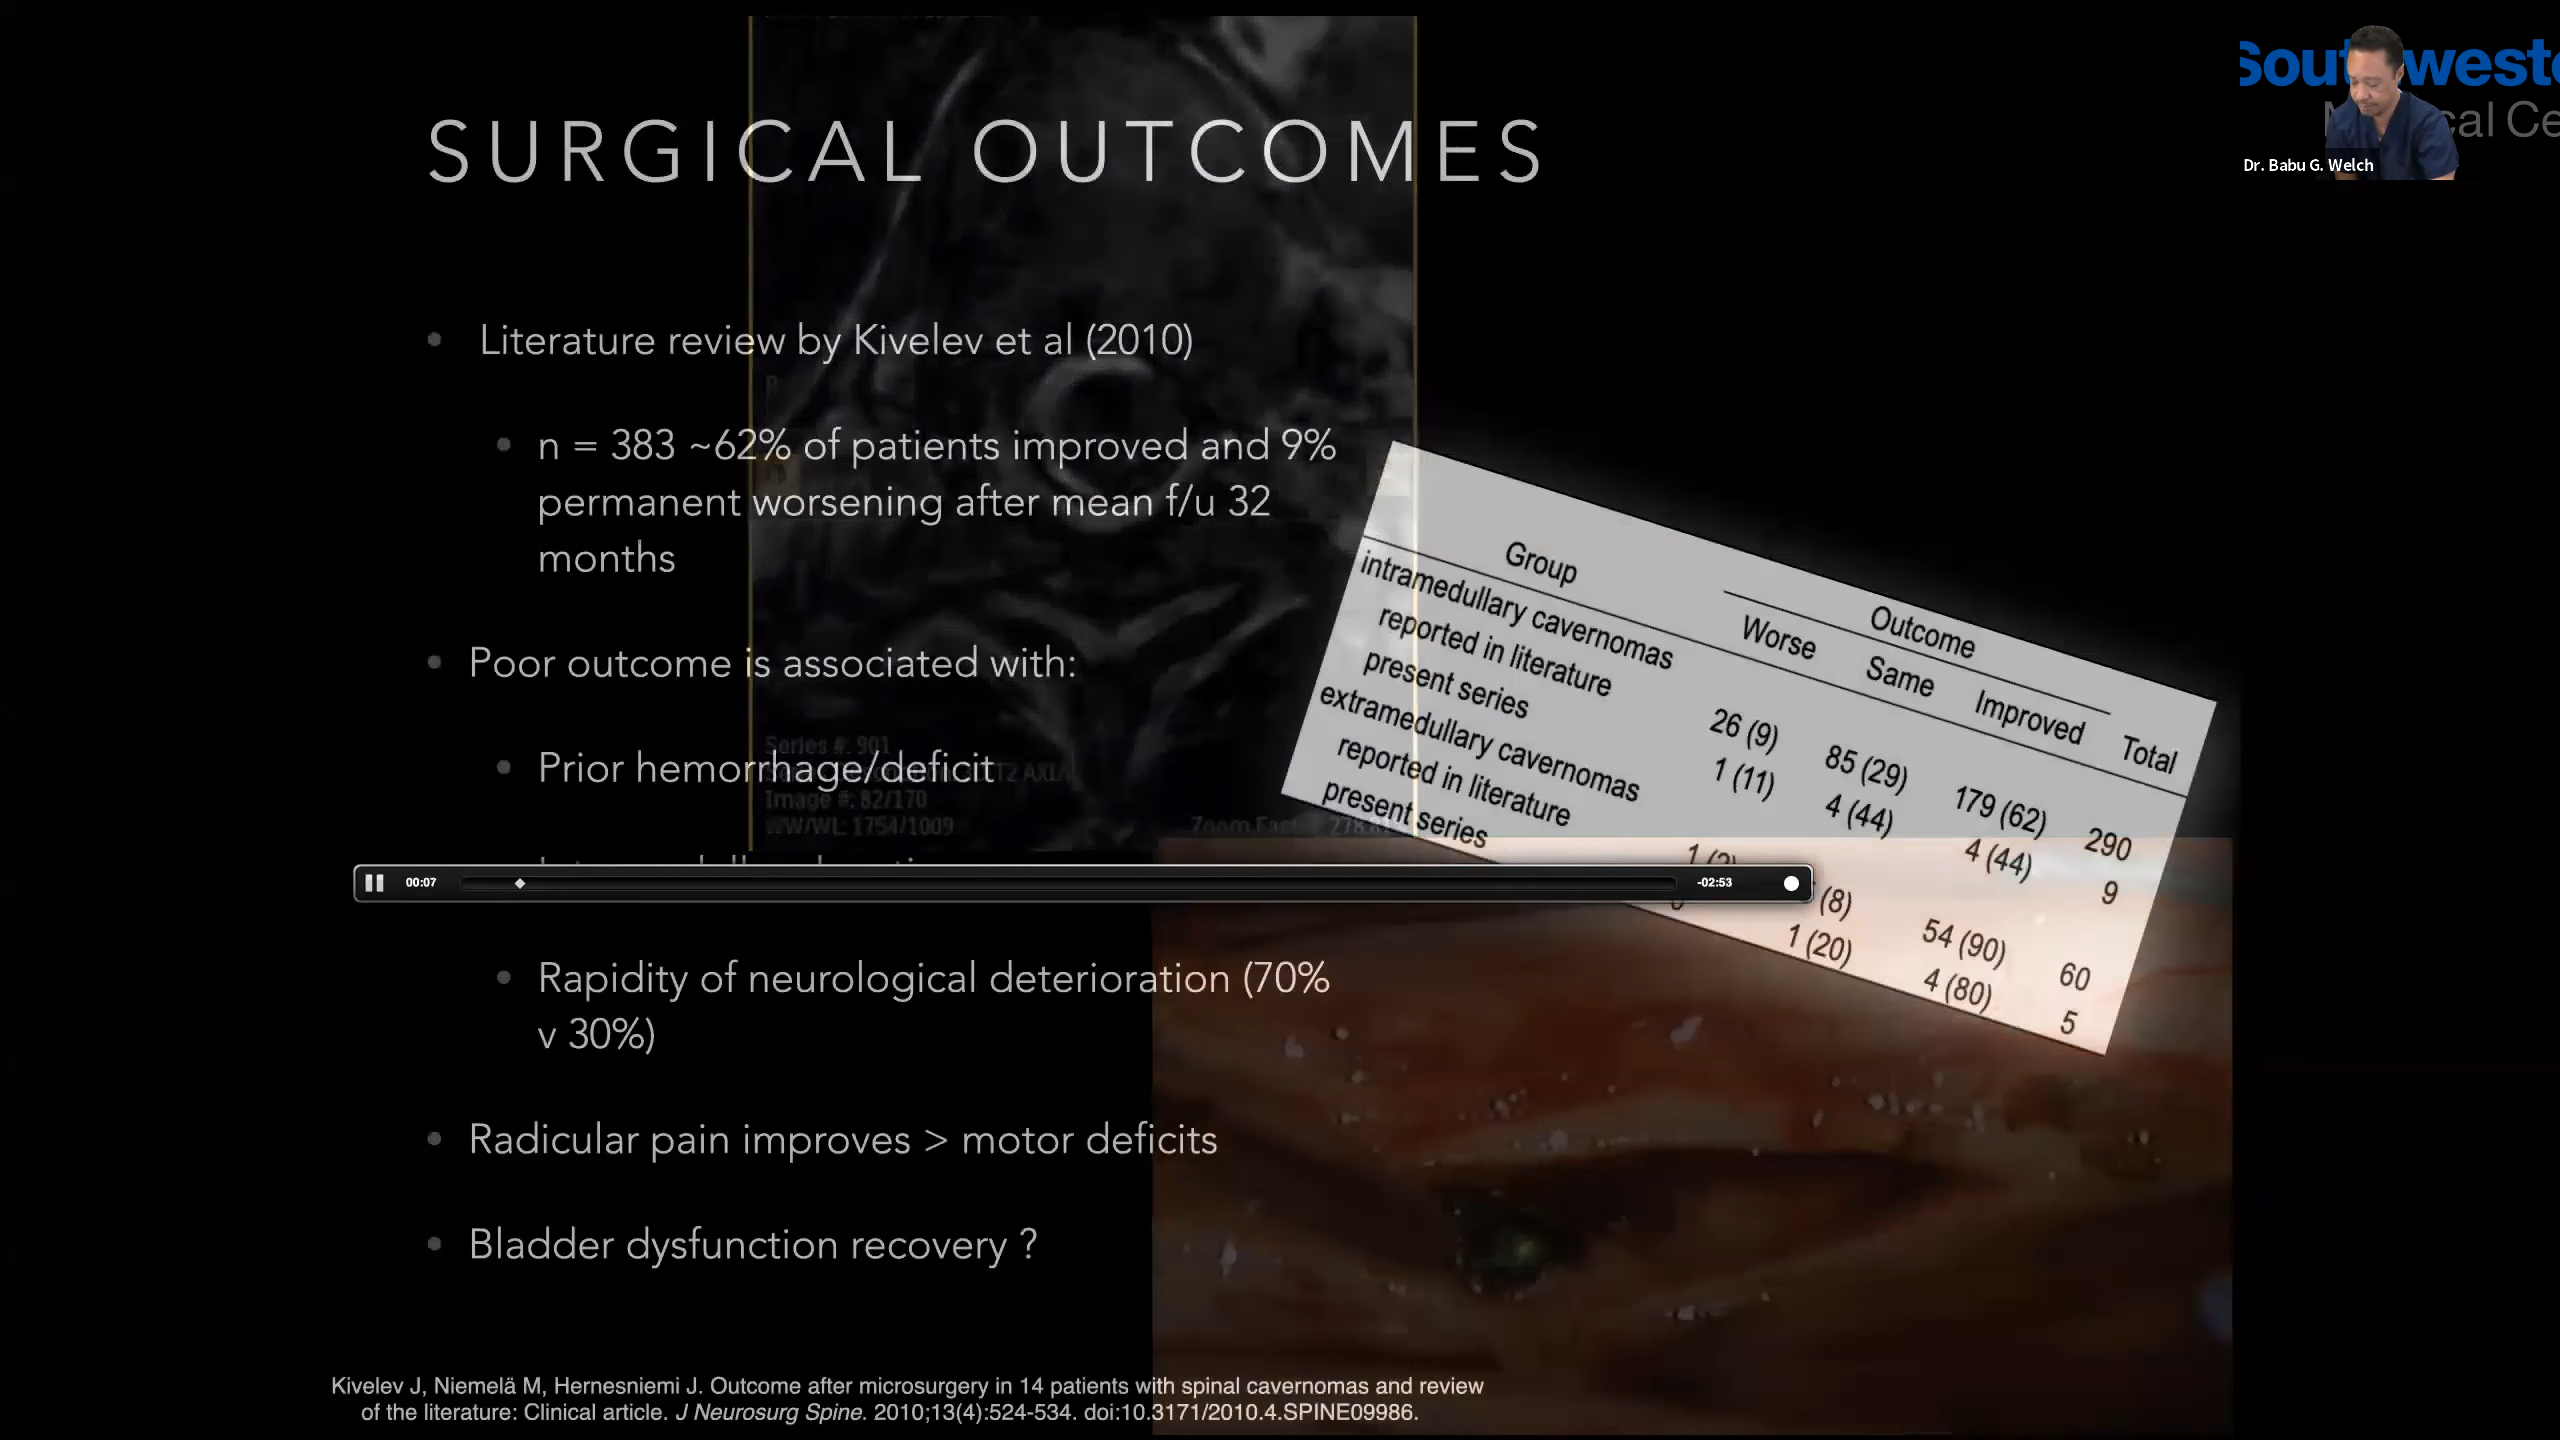 SURGICAL OUTCOMES
Dr. Babu G. Welch
Literature review by Kivelev et al (2010)
n = 383 ~62% of patients improved and 9%
permanent worsening after mean f/u 32
months
Poor outcome is associated with:
Prior hemorrhage/deficit
Rapidity of neurological deterioration (70%
v 30%)
Radicular pain improves > motor deficits
Bladder dysfunction recovery ?
Group
Outcome
Worse Same Improved Total
intramedullary cavernomas
reported in literature 26 (9) 85 (29) 179 (62) 290
present series 1 (11) 4 (44) 4 (44) 9
extramedullary cavernomas
reported in literature (8) 54 (90) 60
present series 1 (20) 4 (80) 5
Series #: 901
T2 AXIA
Image #: 82/170
WW/WL: 1754/1009
Zoom
00:07
-02:53
Kivelev J, Niemelä M, Hernesniemi J. Outcome after microsurgery in 14 patients with spinal cavernomas and review
of the literature: Clinical article. J Neurosurg Spine. 2010;13(4):524-534. doi:10.3171/2010.4.SPINE09986.